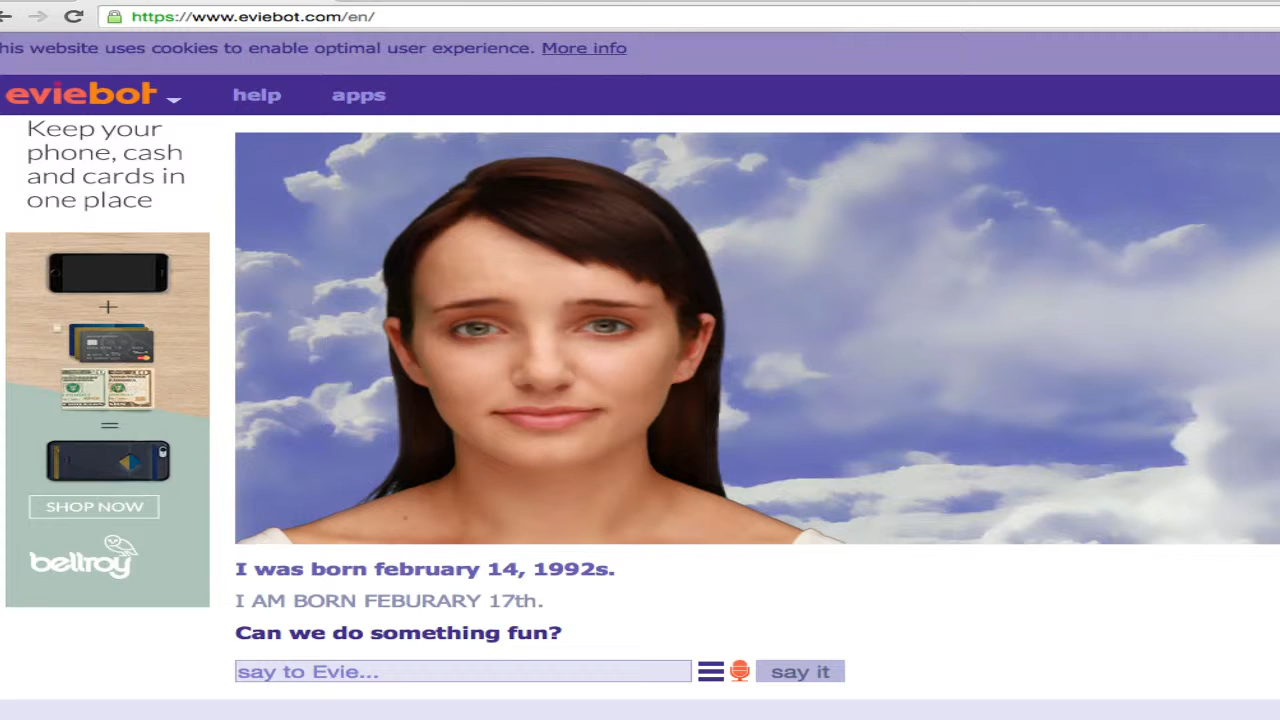 https://www.eviebot.com/en/
his website uses cookies to enable optimal user experience. More info
eviebot
help
apps
Keep your
phone, cash
and cards in
one place
+
=
SHOP NOW
bellroy
I was born february 14, 1992s.
I AM BORN FEBURARY 17th.
Can we do something fun?
say to Evie...
say it